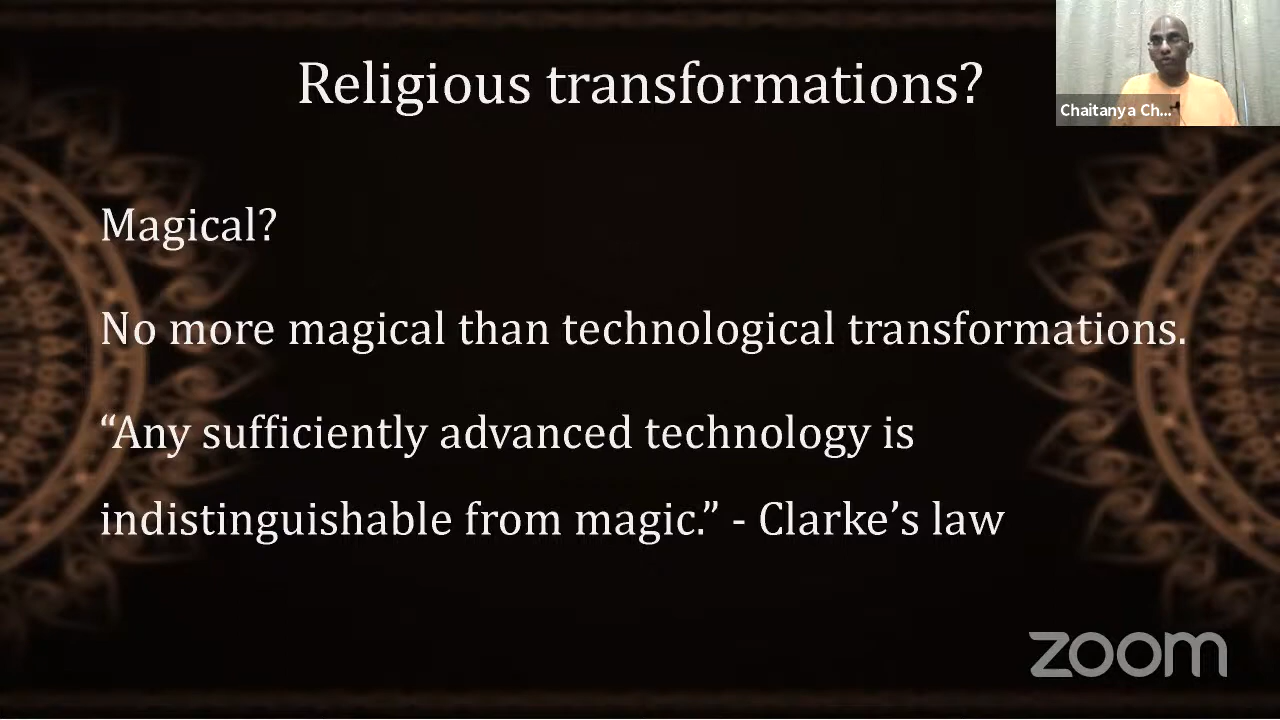 Religious transformations?
Chaitanya Ch...
Magical?
No more magical than technological transformations.
“Any sufficiently advanced technology is
indistinguishable from magic.” - Clarke’s law
zoom